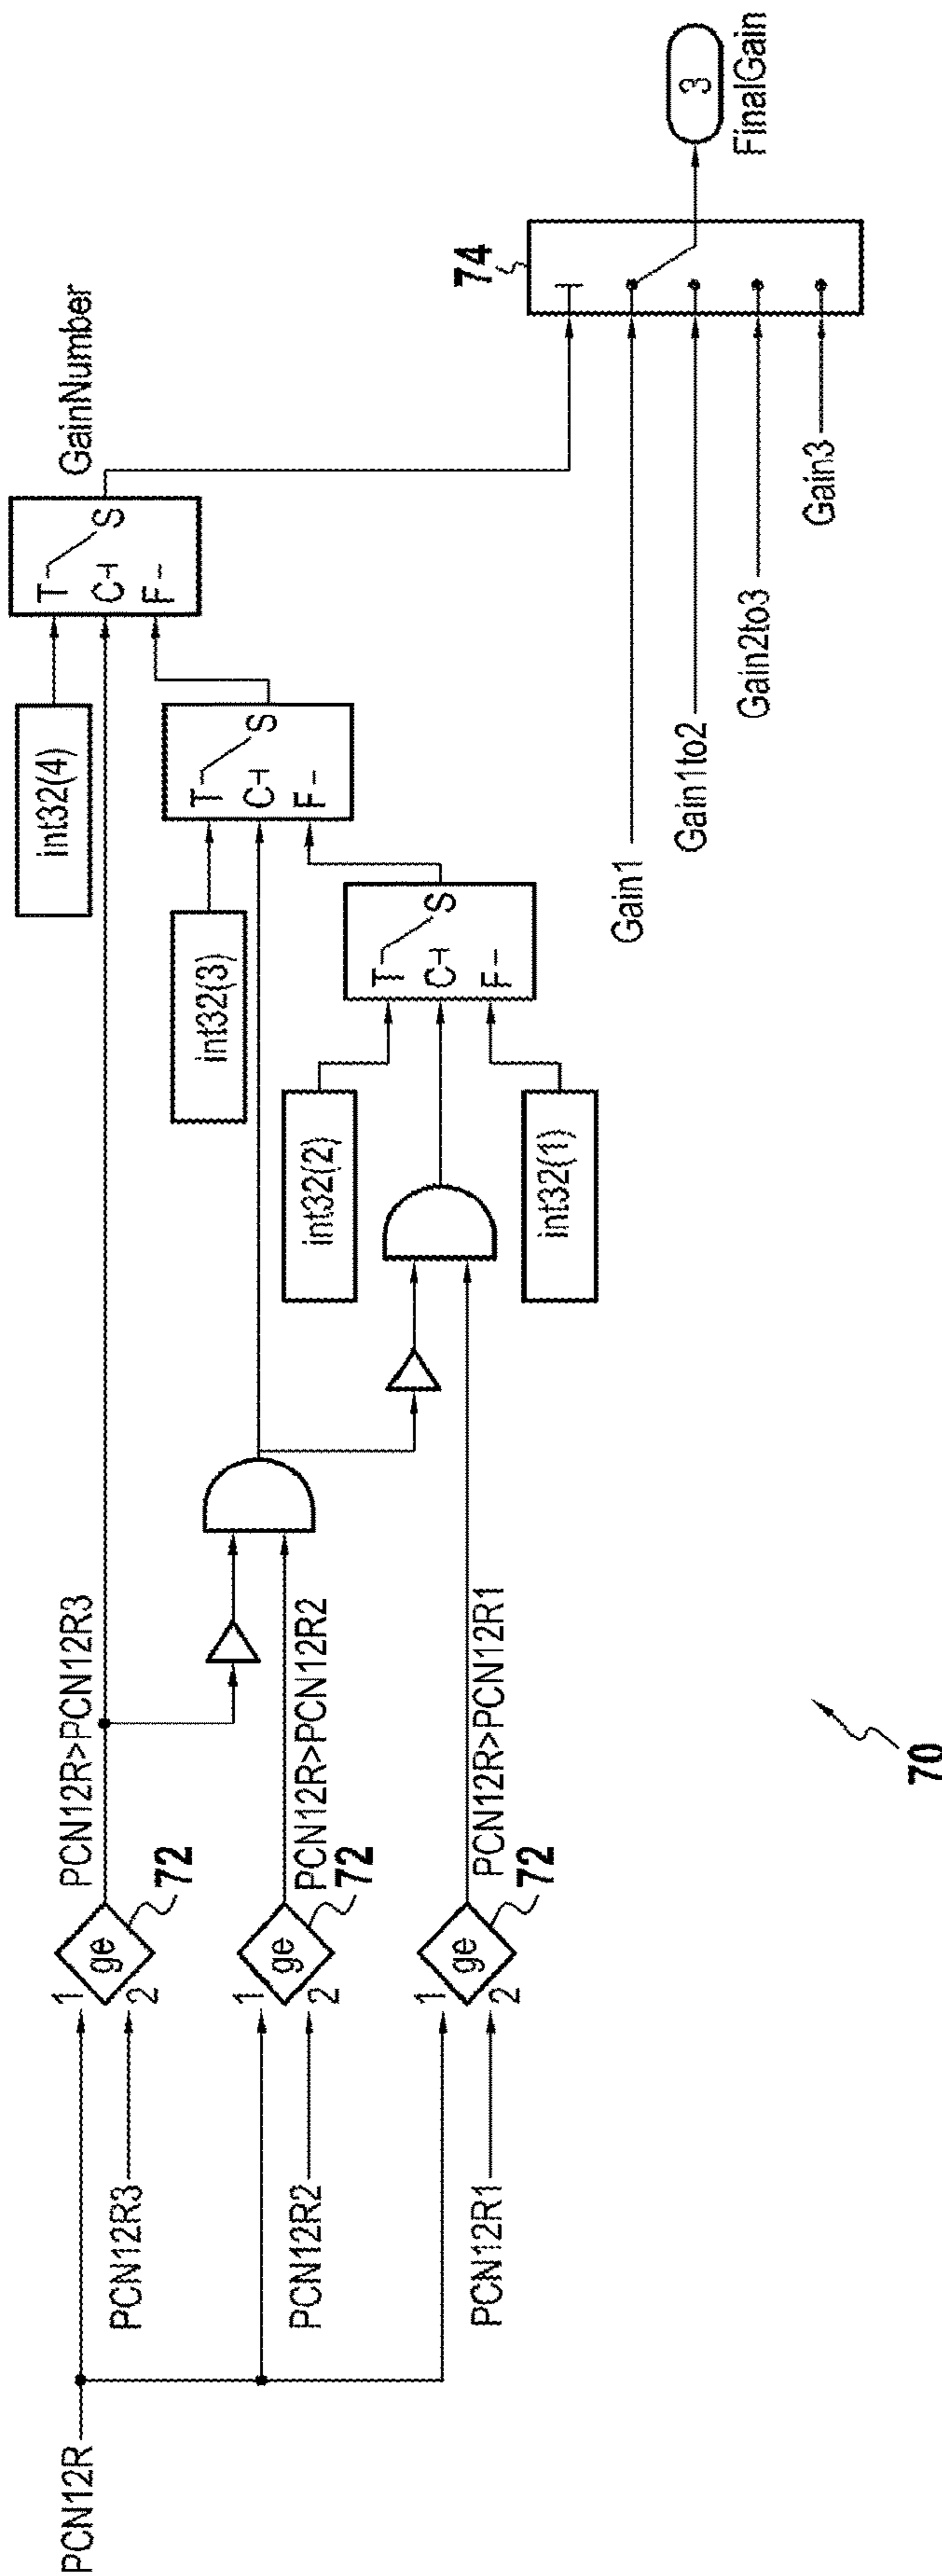 PCN12R
PCN12R3
PCN12R2
PCN12R1
1
2
ge
72
PCN12R>PCN12R3
1
2
ge
72
PCN12R>PCN12R2
1
2
ge
72
PCN12R>PCN12R1
int32(4)
T
C
F
S
GainNumber
int32(3)
T
C
F
S
int32(2)
int32(1)
T
C
F
S
Gain1
Gain1to2
Gain2to3
Gain3
74
3
FinalGain
70